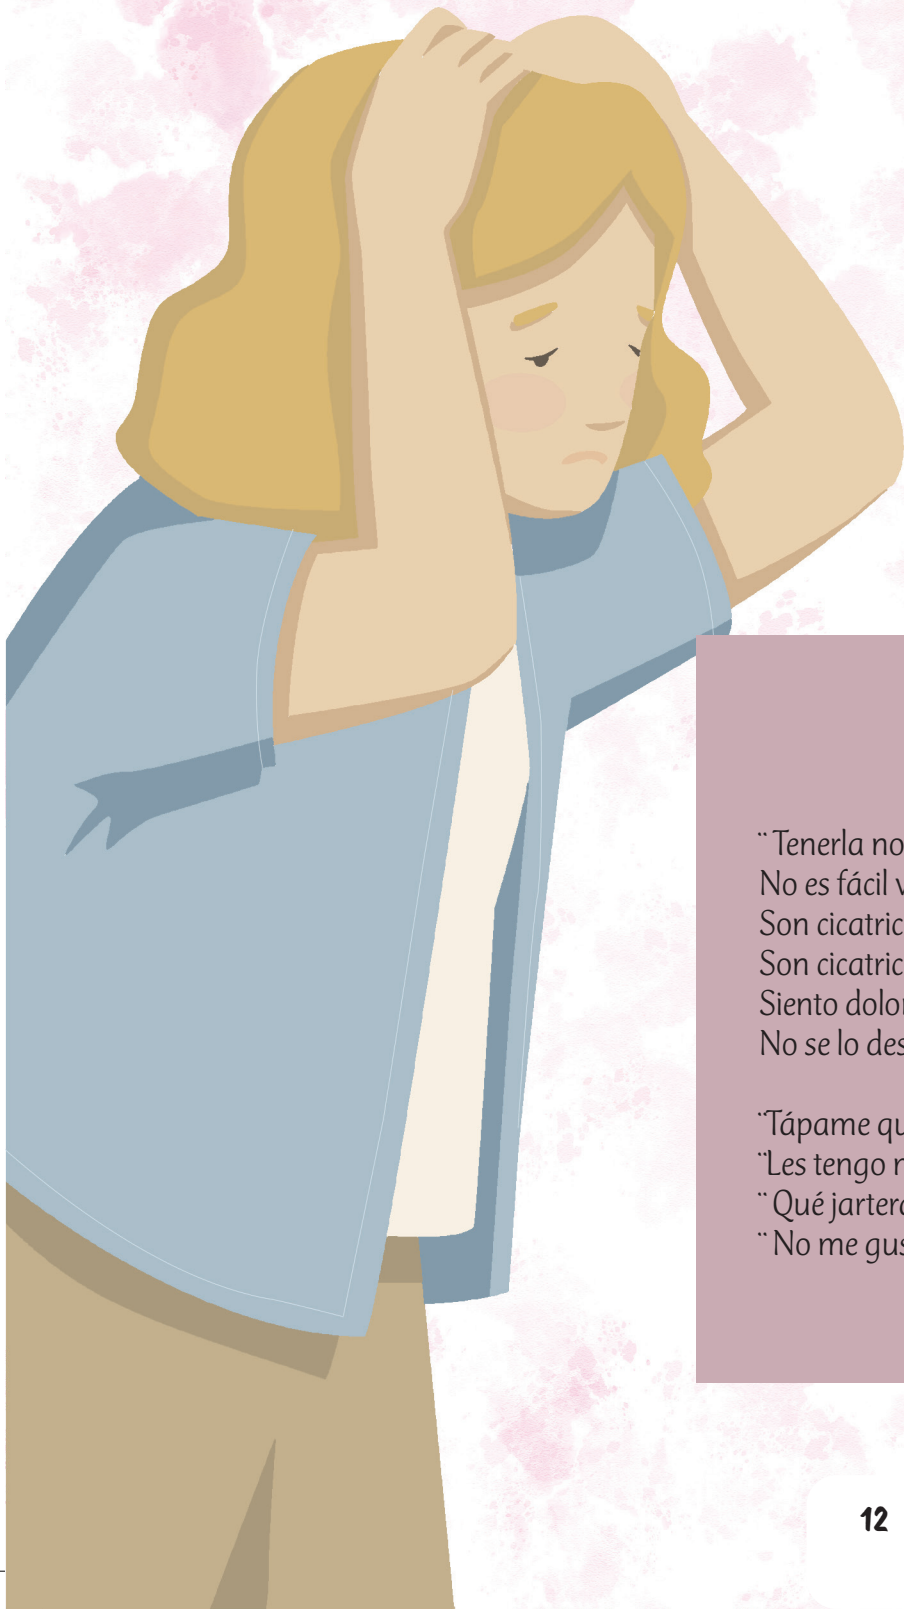 ¨ Tenerla no
No es fácil v
Son cicatric
Son cicatric
Siento dolor
No se lo des

¨Tápame qu
¨Les tengo
¨ Qué jartera
¨ No me gus
12